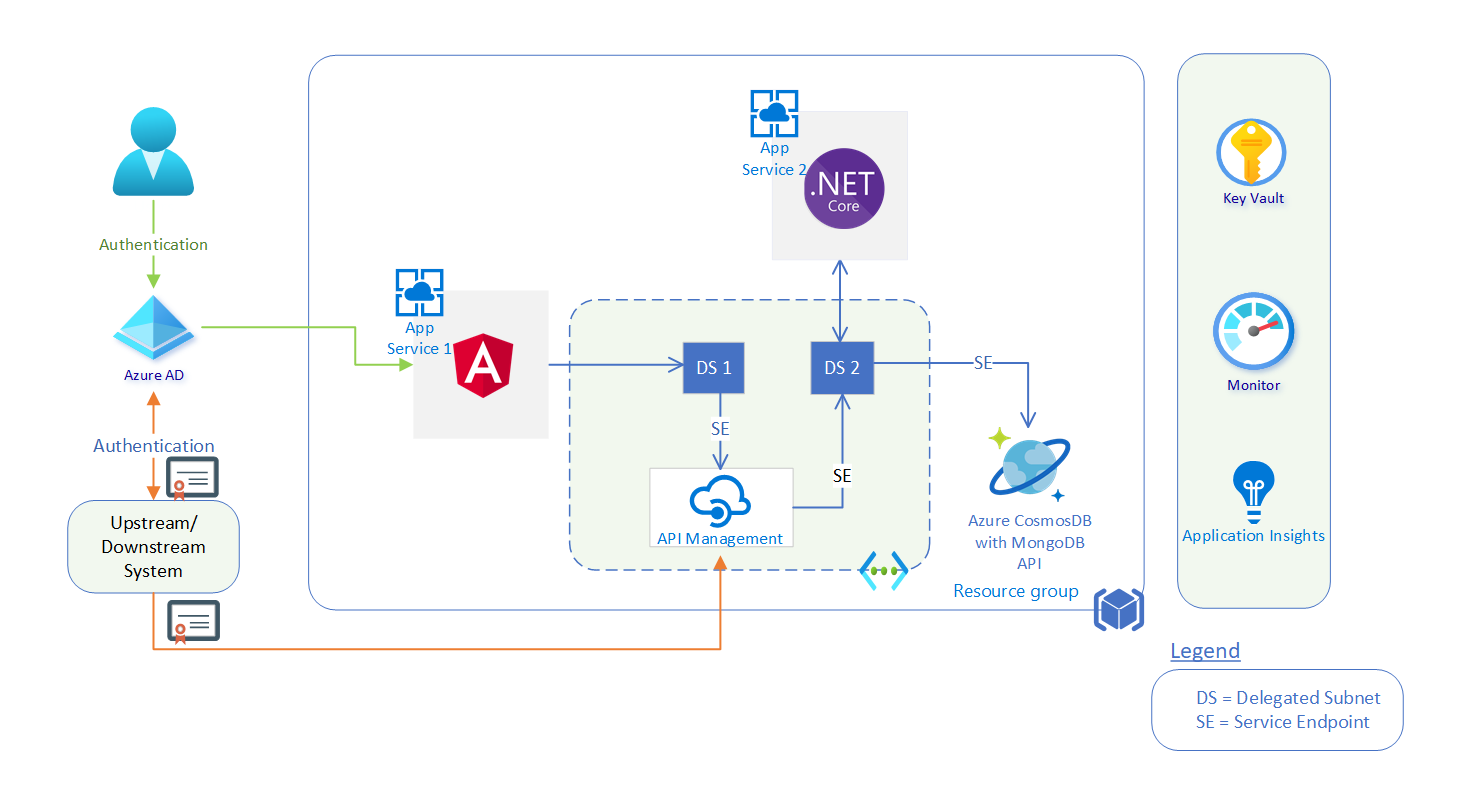 App
Service 2
.NET
Core
Key Vault
Authentication
App
Service 1
Azure AD
DS 1
DS 2
SE
Monitor
SE
Authentication
SE
Upstream/
Downstream
System
API Management
Azure CosmosDB
with MongoDB
API
Application Insights
Resource group
Legend
DS = Delegated Subnet
SE = Service Endpoint